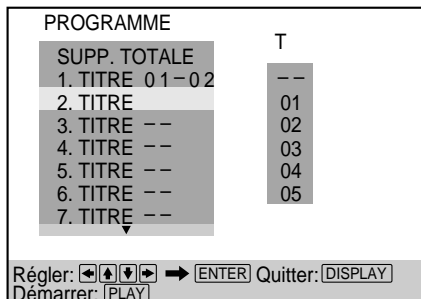 PROGRAMME
T
SUPP. TOTALE
1. TITRE 01-02
2. TITRE
3. TITRE --
4. TITRE --
5. TITRE --
6. TITRE --
7. TITRE --
--
01
02
03
04
05
Régler: ←↑↓→ → ENTER Quitter: DISPLAY
Démarrer: PLAY